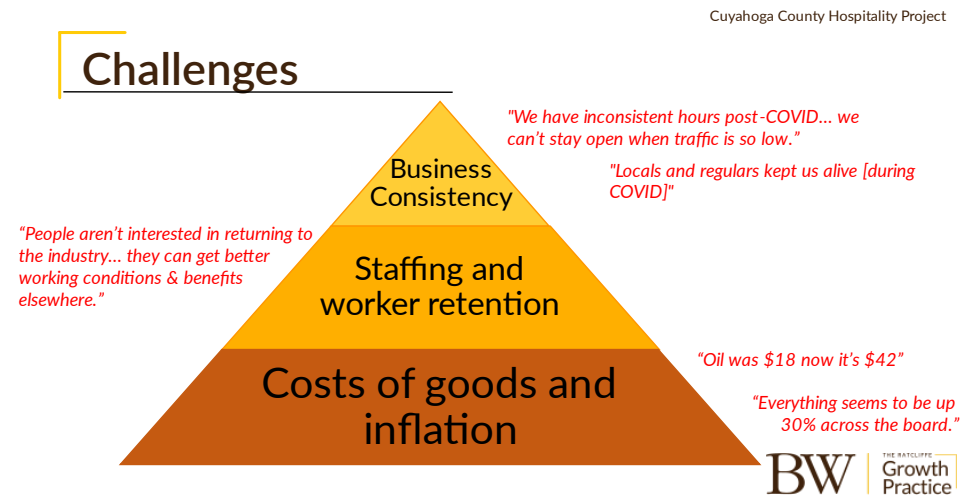 Cuyahoga County Hospitality Project
Challenges
"We have inconsistent hours post-COVID... we
can't stay open when traffic is so low.”
"Locals and regulars kept us alive [during
COVID]"
Business
Consistency
“People aren't interested in returning to
the industry... they can get better
working conditions & benefits
elsewhere.”
Staffing and
worker retention
“Oil was $18 now it's $42”
Costs of goods and
inflation
“Everything seems to be up
30% across the board.”
BW
THE RATCLIFFE
Growth
Practice